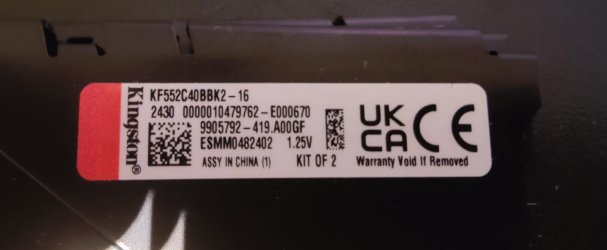 Kingston®
KF552C40BBK2-16
2430 0000010479762-E000670
9905792-419.A00GF
ESMM0482402 1.25V
ASSY IN CHINA (1) KIT OF 2
UK
CA CE
Warranty Void If Removed